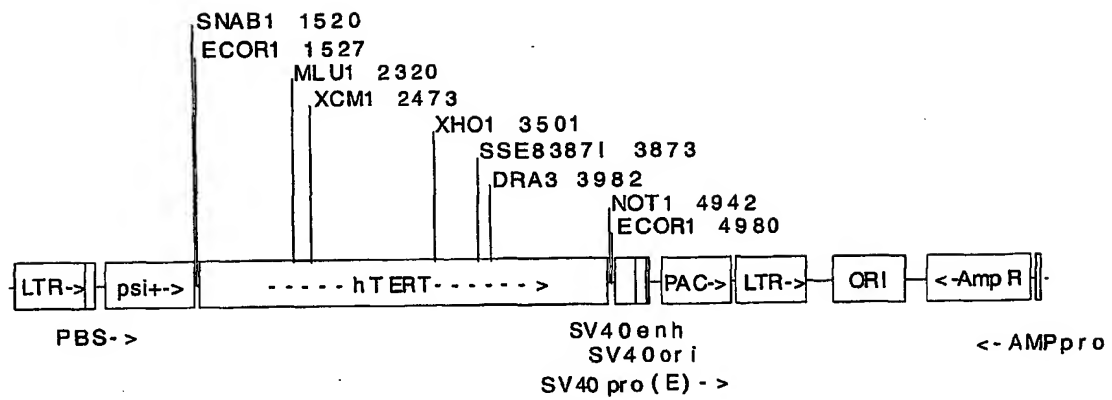 SNAB1 1520
ECOR1 1527
MLU1 2320
XCM1 2473
XHO1 3501
SSE8387I 3873
DRA3 3982
NOT1 4942
ECOR1 4980
LTR-> psi+-> -----hTERT------> PAC-> LTR-> ORI <-AmpR
PBS-> SV40enh <-AMPpro
SV40ori
SV40pro(E)->